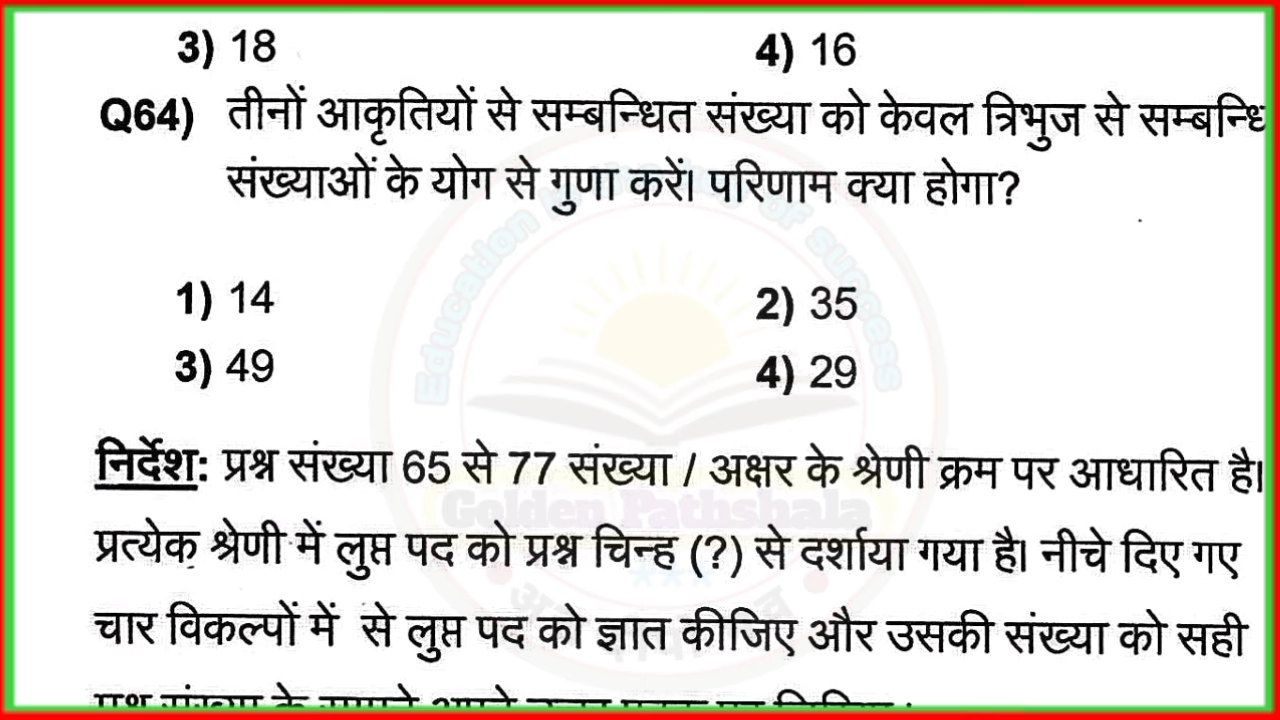 3) 18 4) 16
Q64) तीनों आकृतियों से सम्बन्धित संख्या को केवल त्रिभुज से सम्बन्धि
संख्याओं के योग से गुणा करें। परिणाम क्या होगा?
1) 14 2) 35
3) 49 4) 29
निर्देश: प्रश्न संख्या 65 से 77 संख्या / अक्षर के श्रेणी क्रम पर आधारित है।
प्रत्येक श्रेणी में लुप्त पद को प्रश्न चिन्ह (?) से दर्शाया गया है। नीचे दिए गए
चार विकल्पों में से लुप्त पद को ज्ञात कीजिए और उसकी संख्या को सही
Golden Pathshala